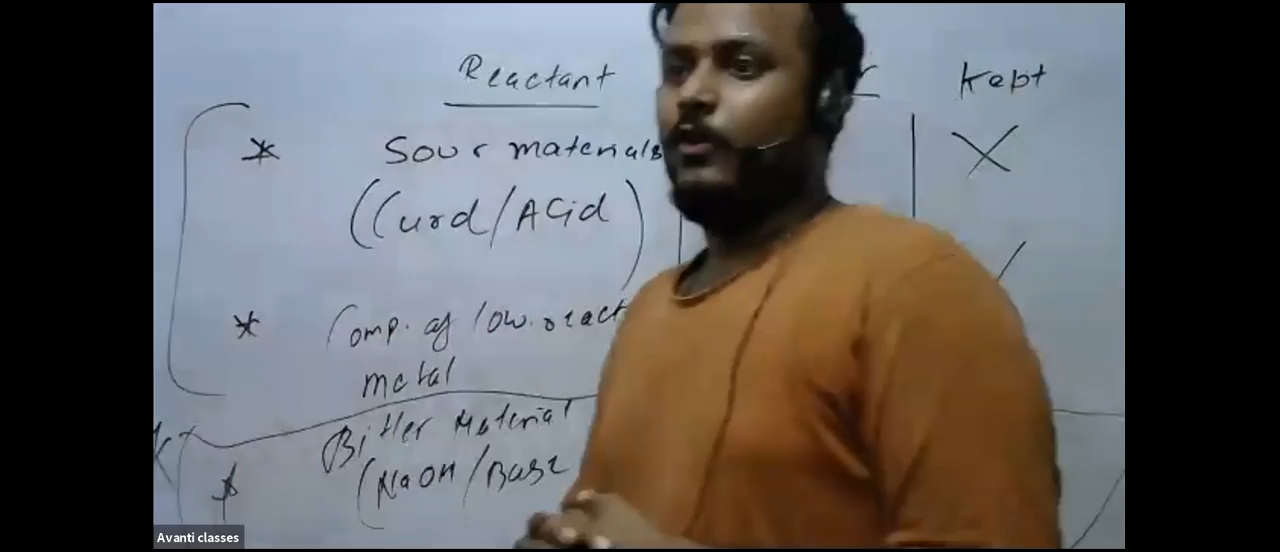 Reactant
Kept
* Sour materials
(Curd/Acid)
* Comp. of low.react
metal
Bitter Material
* (NaOH/Base
Avanti classes